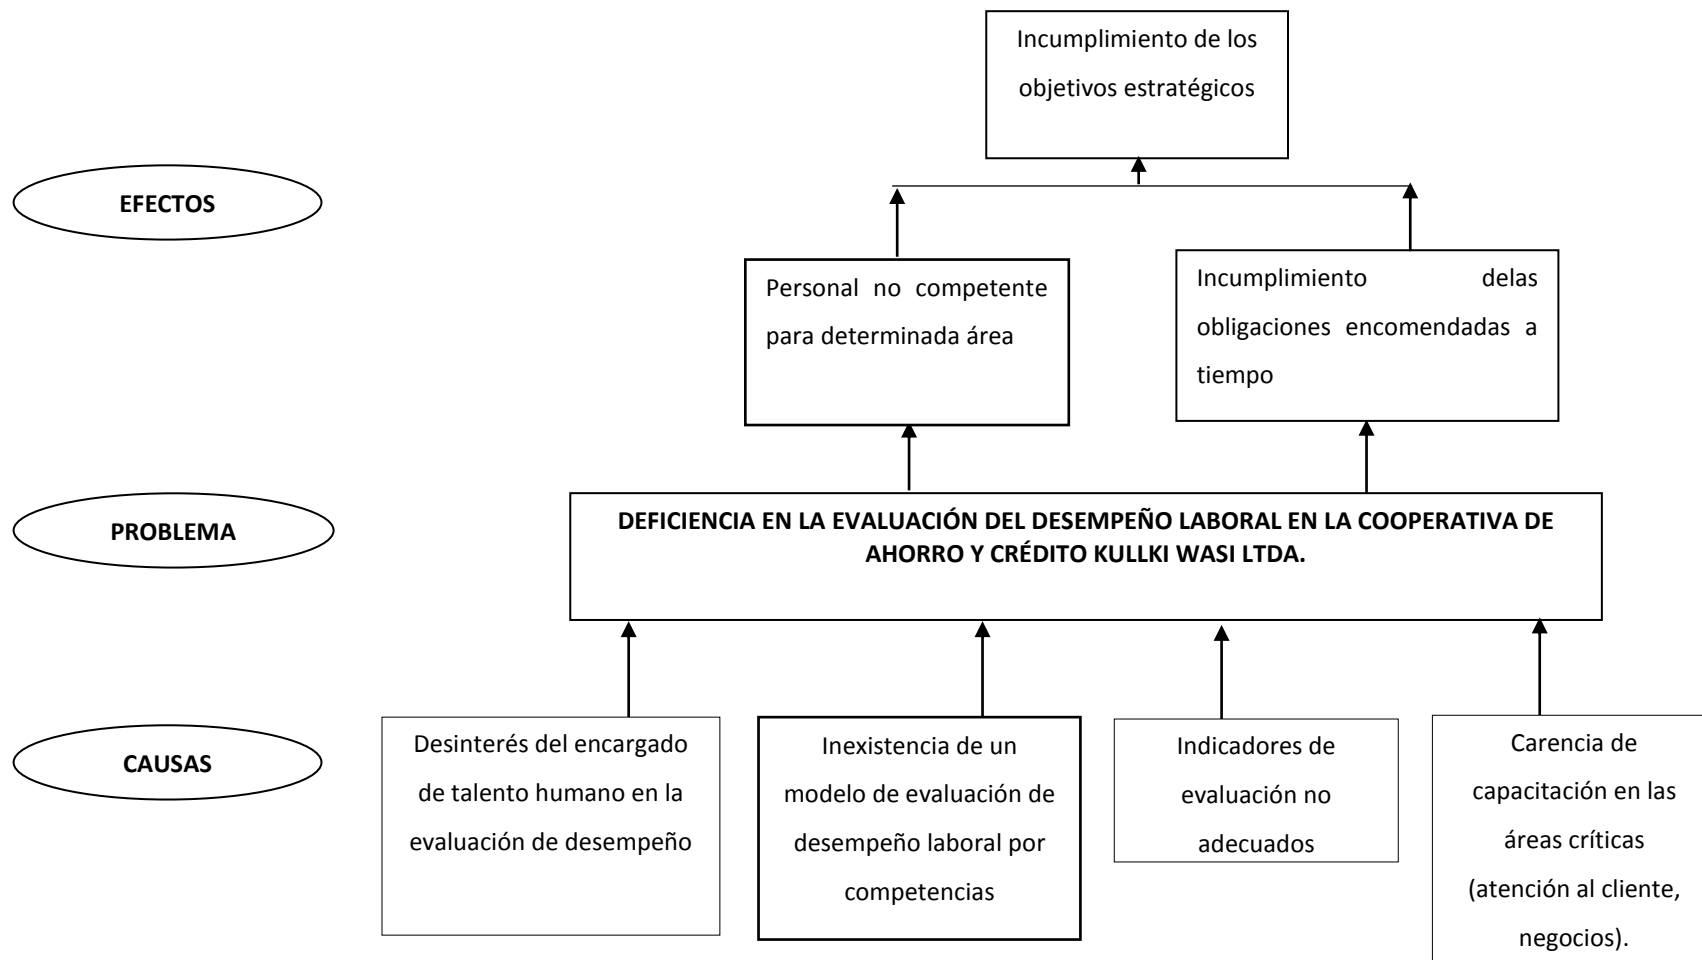 Incumplimiento de los
objetivos estratégicos
EFECTOS
Personal no competente
para determinada área
Incumplimiento delas
obligaciones encomendadas a
tiempo
PROBLEMA
DEFICIENCIA EN LA EVALUACIÓN DEL DESEMPEÑO LABORAL EN LA COOPERATIVA DE
AHORRO Y CRÉDITO KULLKI WASI LTDA.
CAUSAS
Desinterés del encargado
de talento humano en la
evaluación de desempeño
Inexistencia de un
modelo de evaluación de
desempeño laboral por
competencias
Indicadores de
evaluación no
adecuados
Carencia de
capacitación en las
áreas críticas
(atención al cliente,
negocios).